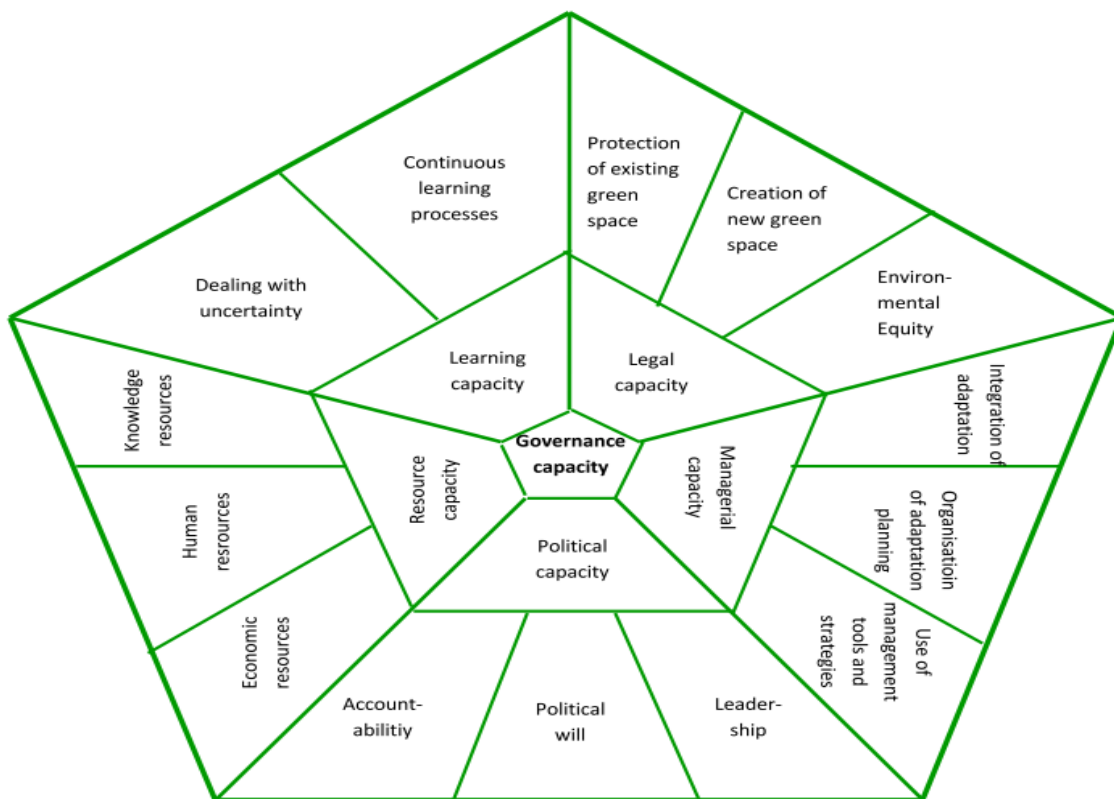 Continuous
learning
processes
Protection
of existing
green
space
Creation of
new green
space
Dealing with
uncertainty
Environ-
mental
Equity
Learning
capacity
Legal
capacity
Knowledge
resources
Integration of
adaptation
Governance
capacity
Resource
capacity
Managerial
capacity
Human
resrources
Organisatioin
of adaptation
planning
Political
capacity
Economic
resources
Use of
management
tools and
strategies
Account-
abilitiy
Political
will
Leader-
ship